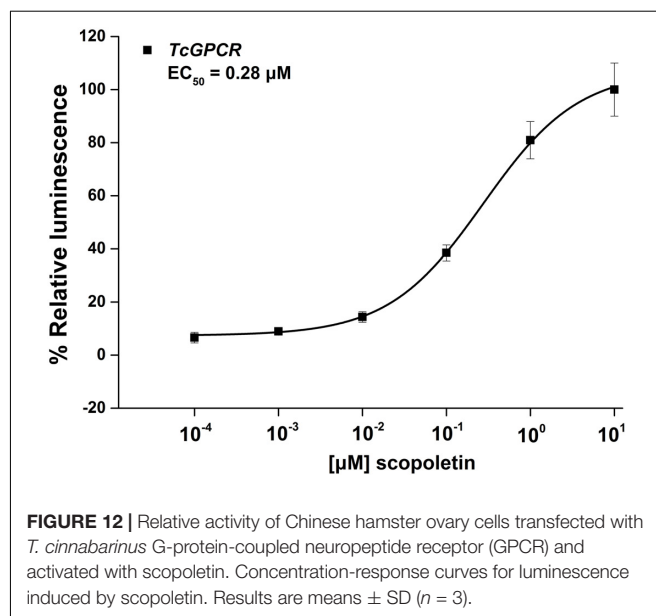 120
100
80
60
40
20
0
-20
% Relative luminescence
TcGPCR
EC₅₀ = 0.28 µM
10⁻⁴ 10⁻³ 10⁻² 10⁻¹ 10⁰ 10¹
[µM] scopoletin
FIGURE 12 | Relative activity of Chinese hamster ovary cells transfected with
T. cinnabarinus G-protein-coupled neuropeptide receptor (GPCR) and
activated with scopoletin. Concentration-response curves for luminescence
induced by scopoletin. Results are means ± SD (n = 3).